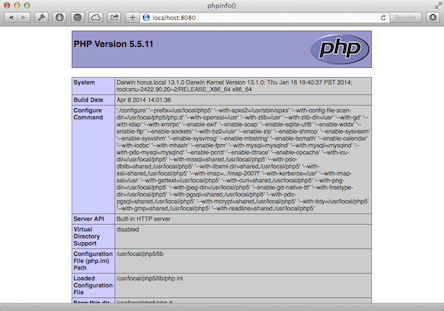 phpinfo()
localhost:8080
Reader
PHP Version 5.5.11
php
System
Darwin horus.local 13.1.0 Darwin Kernel Version 13.1.0: Thu Jan 16 19:40:37 PST 2014;
root:xnu-2422.90.20~2/RELEASE_X86_64 x86_64
Build Date
Apr 8 2014 14:01:36
Configure
Command
'./configure' '--prefix=/usr/local/php5' '--with-apxs2=/usr/sbin/apxs' '--with-config-file-scan-
dir=/usr/local/php5/php.d' '--with-openssl=/usr' '--with-zlib=/usr' '--with-zlib-dir=/usr' '--with-gd'
'--with-ldap' '--with-xmlrpc' '--enable-exif' '--enable-soap' '--enable-sqlite-utf8' '--enable-wddx'
'--enable-ftp' '--enable-sockets' '--with-bz2=/usr' '--enable-zip' '--enable-shmop' '--enable-sysvsem'
'--enable-sysvshm' '--enable-sysvmsg' '--enable-mbstring' '--enable-bcmath' '--enable-calendar'
'--with-iodbc' '--with-mhash' '--enable-fpm' '--with-mysql=mysqlnd' '--with-mysqli=mysqlnd'
'--with-pdo-mysql=mysqlnd' '--enable-pcntl' '--enable-dtrace' '--enable-opcache' '--with-icu-
dir=/usr/local/php5' '--with-mssql=shared,/usr/local/php5' '--with-pdo-
dblib=shared,/usr/local/php5' '--with-libxml-dir=shared,/usr/local/php5' '--with-
xsl=shared,/usr/local/php5' '--with-imap=../imap-2007f' '--with-kerberos=/usr' '--with-imap-
ssl=/usr' '--with-gettext=/usr/local/php5' '--with-curl=shared,/usr/local/php5' '--with-png-
dir=/usr/local/php5' '--with-jpeg-dir=/usr/local/php5' '--enable-gd-native-ttf' '--with-freetype-
dir=/usr/local/php5' '--with-pgsql=shared,/usr/local/php5' '--with-pdo-
pgsql=shared,/usr/local/php5' '--with-mcrypt=shared,/usr/local/php5' '--with-tidy=/usr/local/php5'
'--with-gmp=shared,/usr/local/php5' '--with-readline=shared,/usr/local/php5'
Server API
Built-in HTTP server
Virtual
Directory
Support
disabled
Configuration
File (php.ini)
Path
/usr/local/php5/lib
Loaded
Configuration
File
/usr/local/php5/lib/php.ini
Scan this dir
/usr/local/php5/php.d